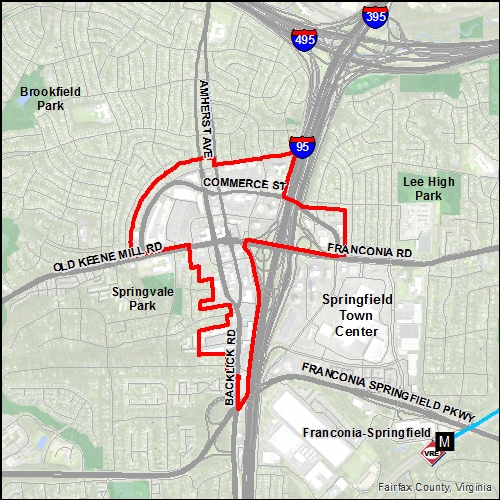 395
495
Brookfield
Park
AMHERST AVE
95
COMMERCE ST
Lee High
Park
OLD KEENE MILL RD
FRANCONIA RD
Springvale
Park
Springfield
Town
Center
BACKLICK RD
FRANCONIA SPRINGFIELD PKWY
Franconia-Springfield
M
VRE
Fairfax County, Virginia